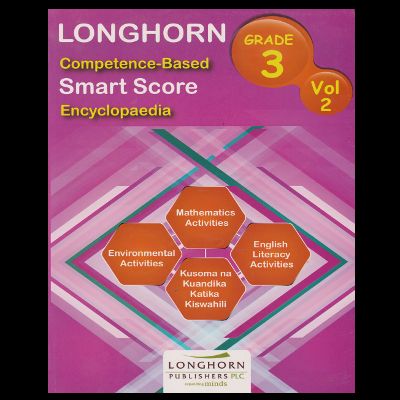 LONGHORN
GRADE
3
Competence-Based
Smart Score
Vol
2
Encyclopaedia
Mathematics
Activities
Environmental
Activities
English
Literacy
Activities
Kusoma na
Kuandika
Katika
Kiswahili
LONGHORN
PUBLISHERS PLC
expanding minds